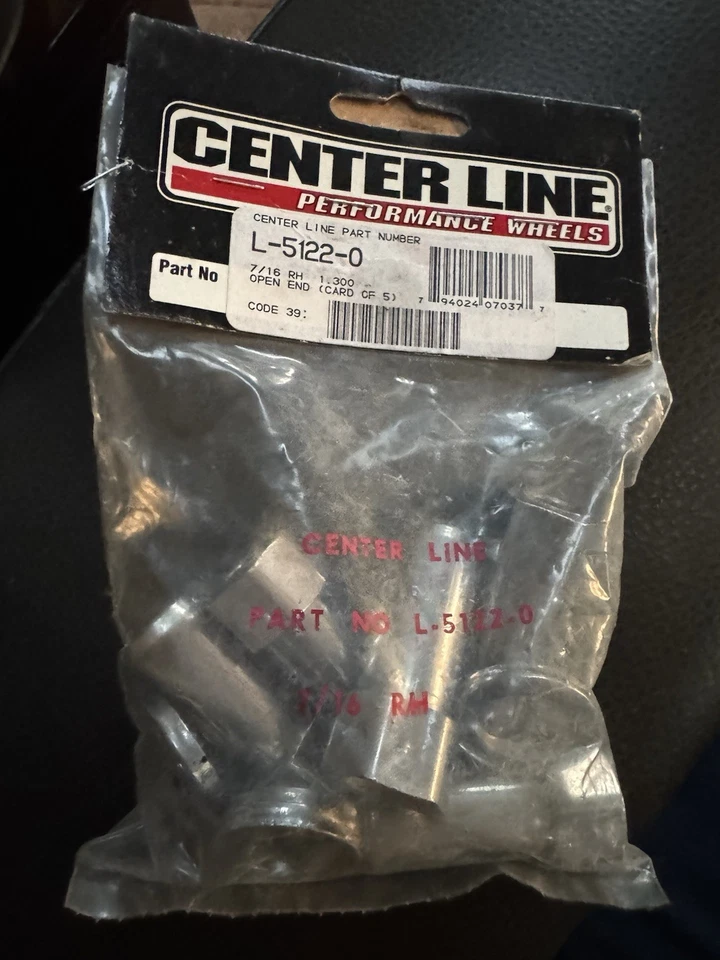 CENTER LINE®
PERFORMANCE WHEELS
CENTER LINE PART NUMBER
L-5122-0
Part No
7/16 RH 1.300
OPEN END (CARD OF 5)
7 94024 07037 7
CODE 39:
CENTER LINE
PART NO L-5122-0
7/16 RH